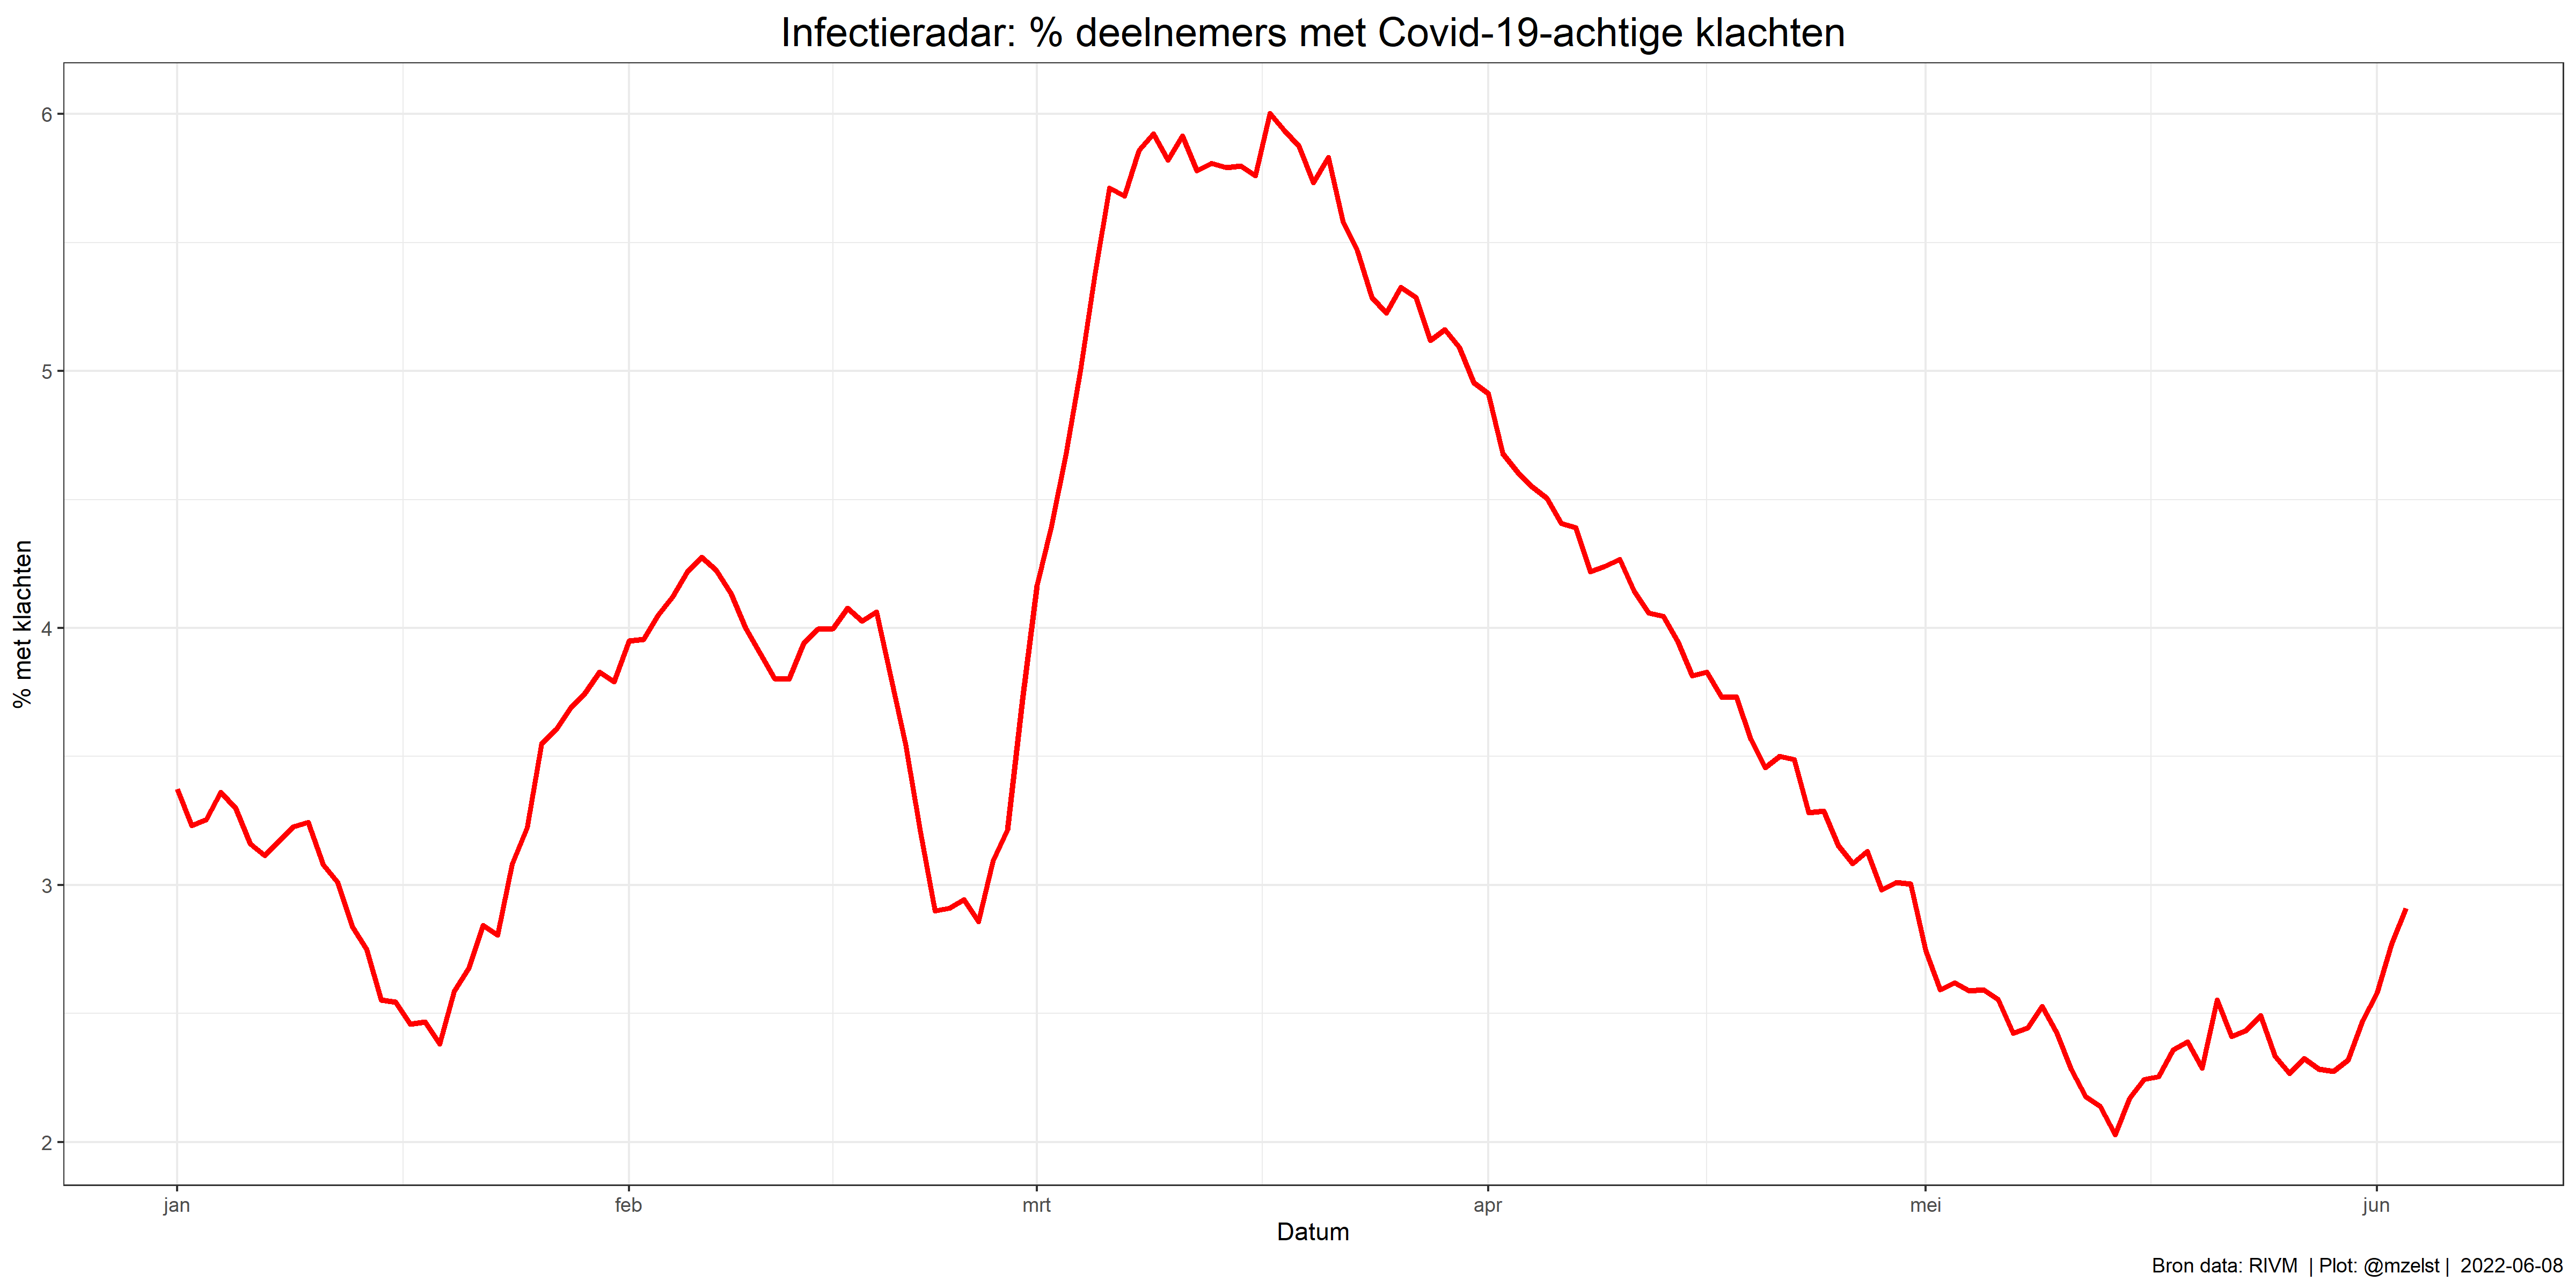 Infectieradar: % deelnemers met Covid-19-achtige klachten
% met klachten
6
5
4
3
2
jan feb mrt apr mei jun
Datum
Bron data: RIVM | Plot: @mzelst | 2022-06-08